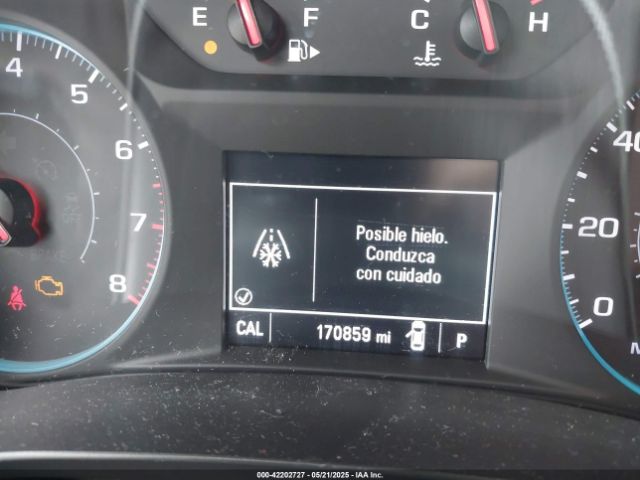 E F C H
4
5
6
7
8
40
20
0
Posible hielo.
Conduzca
con cuidado
CAL 170859 mi P
000-42202727 - 05/21/2025 - IAA Inc.